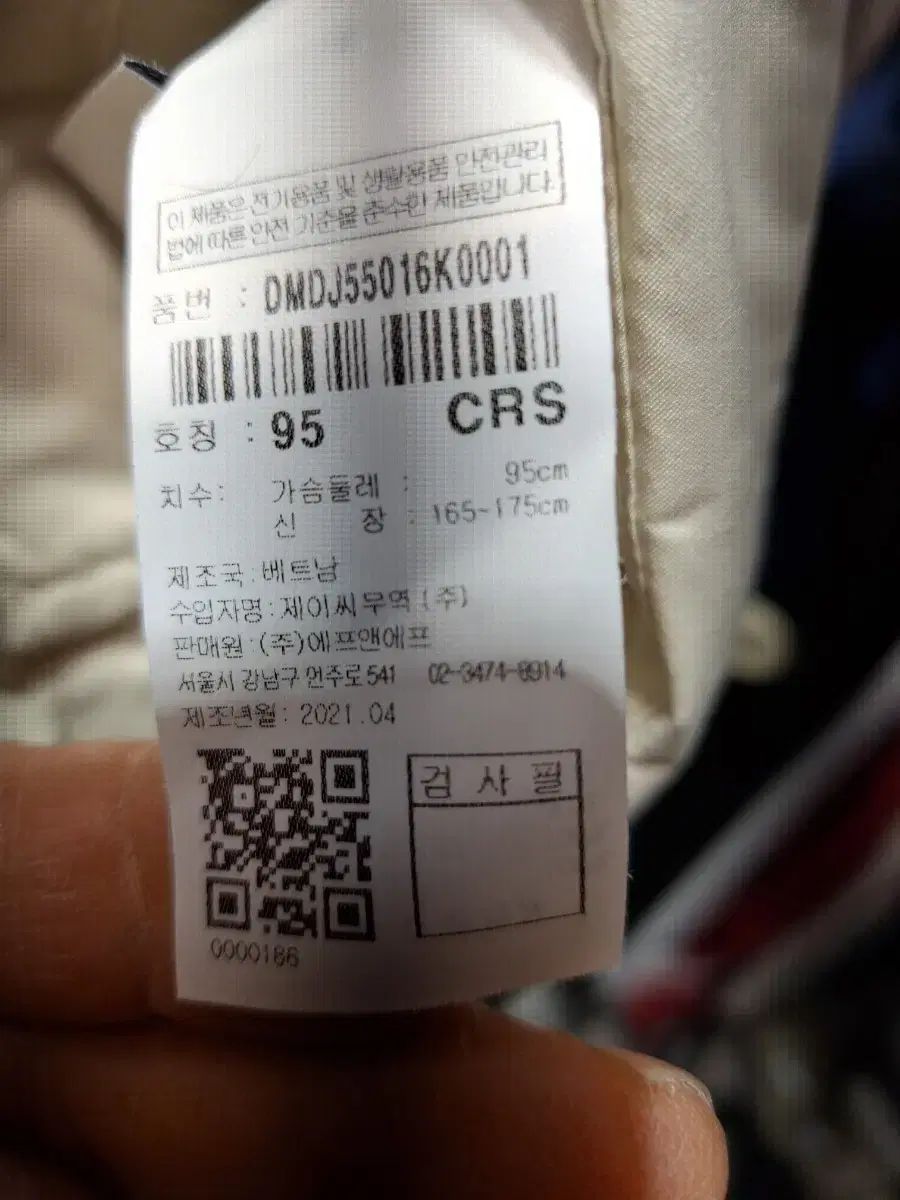 이 제품은 전기용품 및 생활용품 안전관리
법에 따른 안전 기준을 준수한 제품입니다.
품번 : DMDJ55016K0001
호칭 : 95 CRS
치수: 가슴둘레 : 95cm
신 장 : 165~175cm
제조국:베트남
수입자명:제이씨무역(주)
판매원:(주)에프앤에프
서울시 강남구 언주로541 02-3474-8914
제조년월: 2021.04
검 사 필
0000186